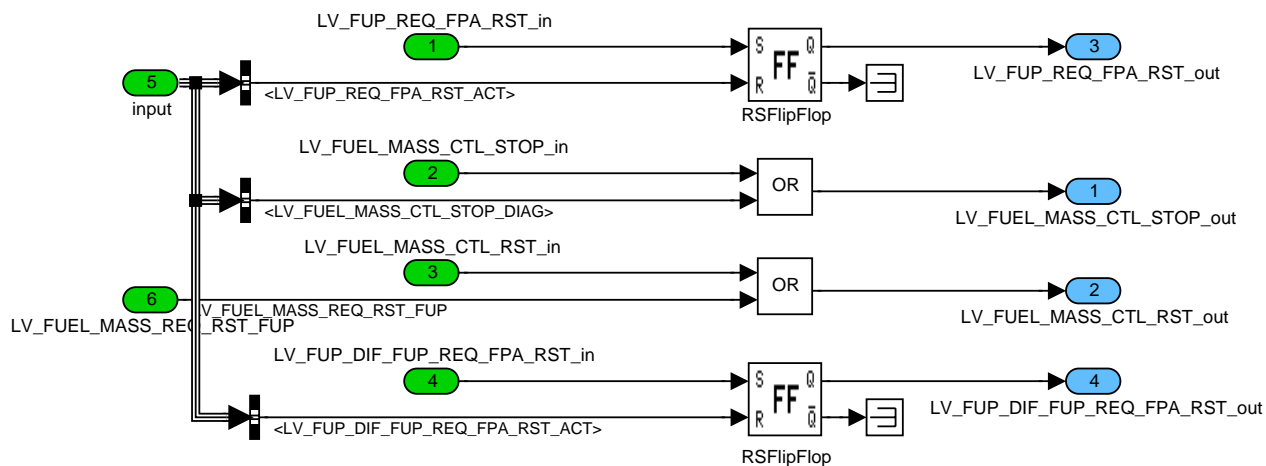 LV_FUP_REQ_FPA_RST_in
1
S Q
FF
R Q
RSFlipFlop
3
LV_FUP_REQ_FPA_RST_out
5
input
<LV_FUP_REQ_FPA_RST_ACT>
LV_FUEL_MASS_CTL_STOP_in
2
OR
1
LV_FUEL_MASS_CTL_STOP_out
<LV_FUEL_MASS_CTL_STOP_DIAG>
LV_FUEL_MASS_CTL_RST_in
3
OR
2
LV_FUEL_MASS_CTL_RST_out
6
LV_FUEL_MASS_REQ_RST_FUP
LV_FUEL_MASS_REQ_RST_FUP
LV_FUP_DIF_FUP_REQ_FPA_RST_in
4
S Q
FF
R Q
RSFlipFlop
4
LV_FUP_DIF_FUP_REQ_FPA_RST_out
<LV_FUP_DIF_FUP_REQ_FPA_RST_ACT>